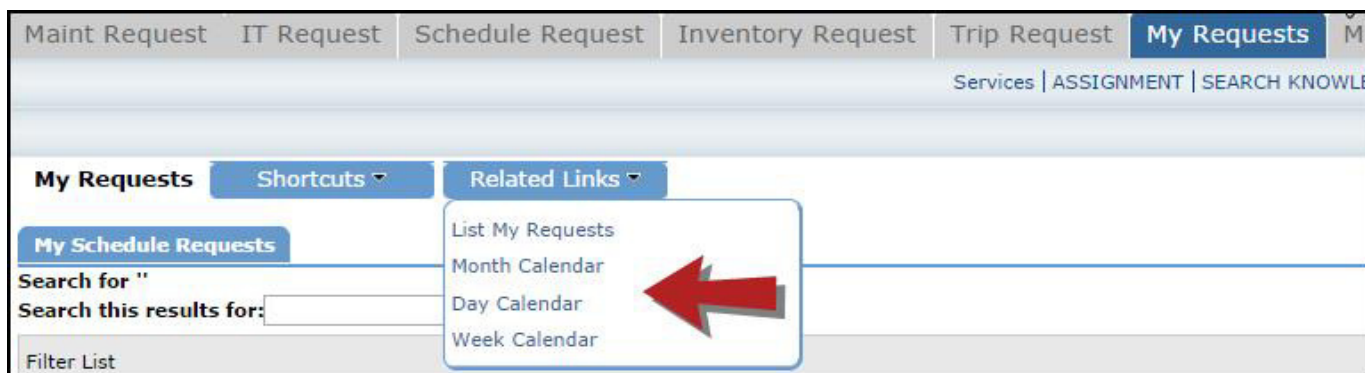 Maint Request IT Request Schedule Request Inventory Request Trip Request My Requests M
Services | ASSIGNMENT | SEARCH
My Requests Shortcuts Related Links
List My Requests
Month Calendar
Day Calendar
Week Calendar
My Schedule Requests
Search for ''
Search this results for:
Filter List